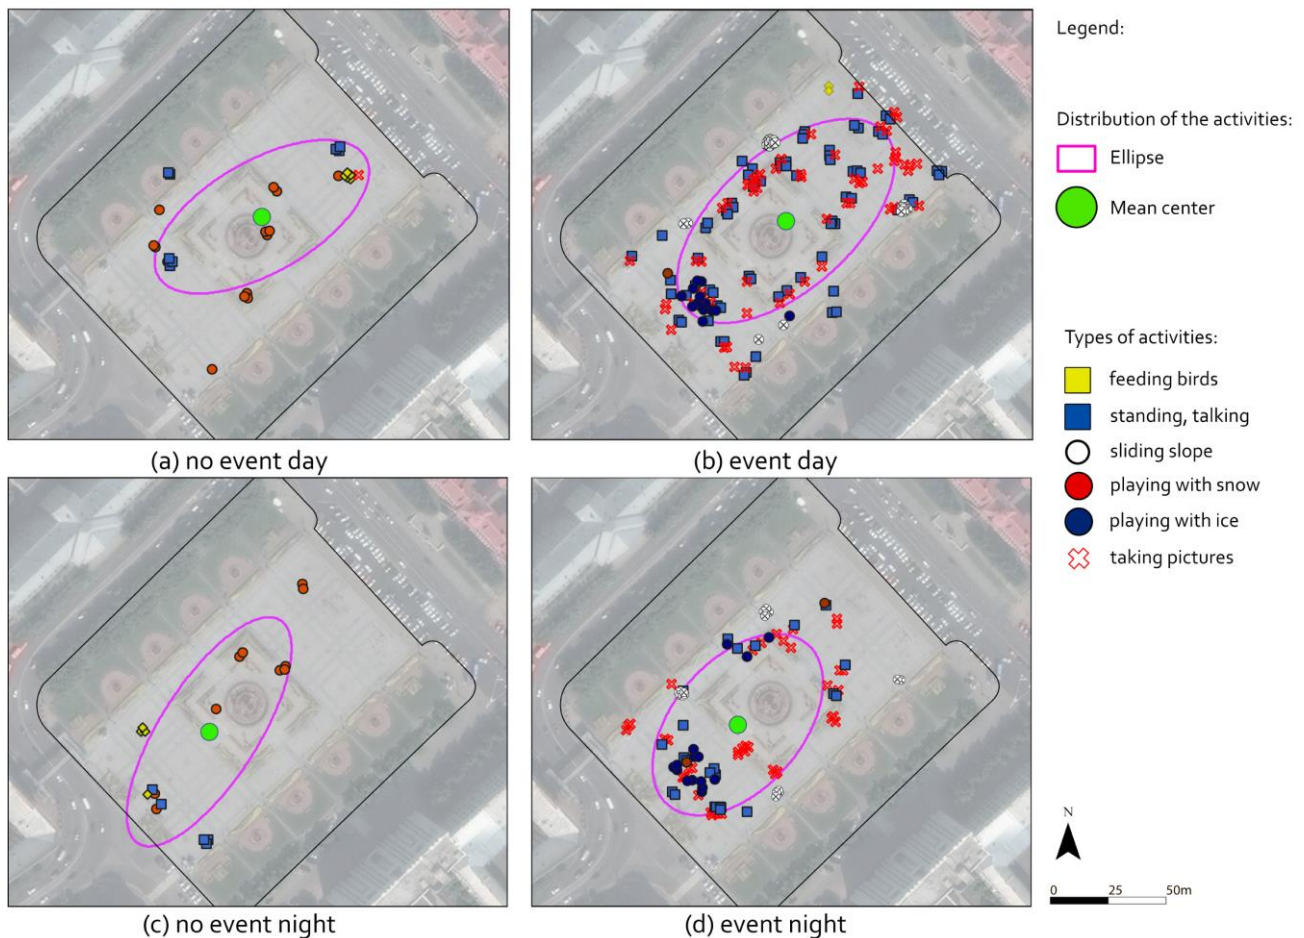 Legend:
Distribution of the activities:
Ellipse
Mean center
Types of activities:
feeding birds
standing, talking
sliding slope
playing with snow
playing with ice
taking pictures
(a) no event day
(b) event day
(c) no event night
(d) event night
N
0 25 50m